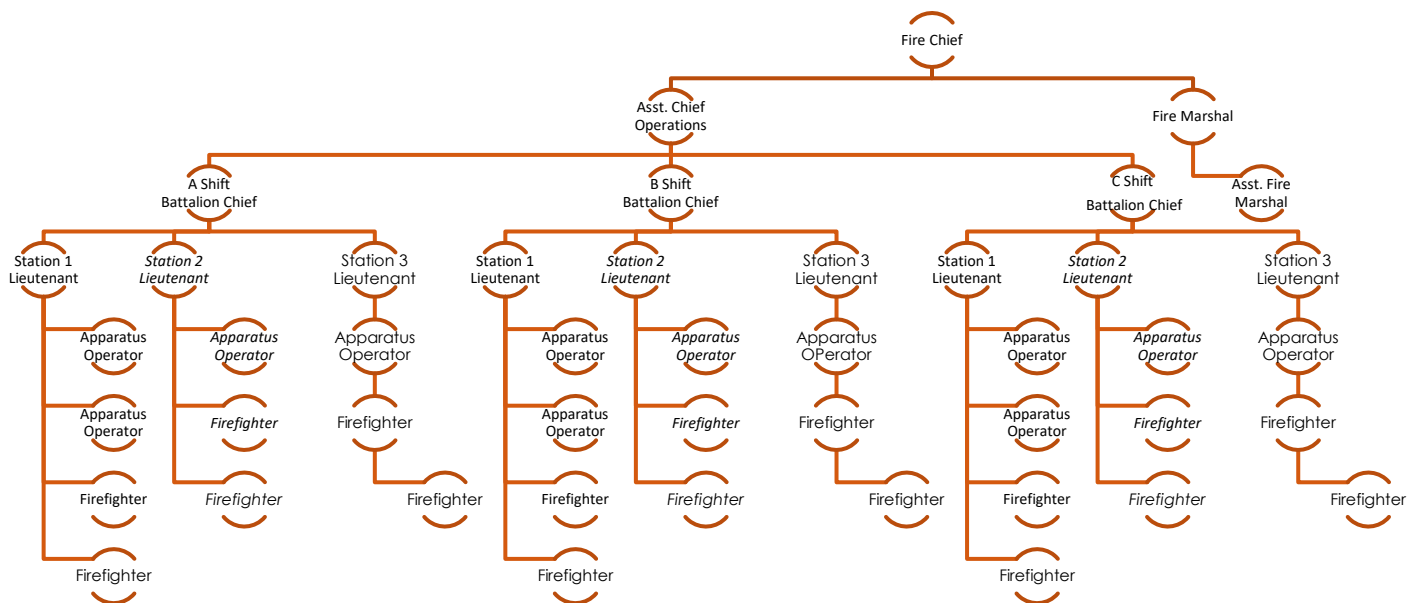 Fire Chief
Asst. Chief
Operations
Fire Marshal
A Shift
Battalion Chief
B Shift
Battalion Chief
C Shift
Battalion Chief
Asst. Fire
Marshal
Station 1
Lieutenant
Station 2
Lieutenant
Station 3
Lieutenant
Station 1
Lieutenant
Station 2
Lieutenant
Station 3
Lieutenant
Station 1
Lieutenant
Station 2
Lieutenant
Station 3
Lieutenant
Apparatus
Operator
Apparatus
Operator
Apparatus
Operator
Apparatus
Operator
Apparatus
Operator
Apparatus
OPerator
Apparatus
Operator
Apparatus
Operator
Apparatus
Operator
Apparatus
Operator
Firefighter
Firefighter
Apparatus
Operator
Firefighter
Firefighter
Apparatus
Operator
Firefighter
Firefighter
Firefighter
Firefighter
Firefighter
Firefighter
Firefighter
Firefighter
Firefighter
Firefighter
Firefighter
Firefighter
Firefighter
Firefighter